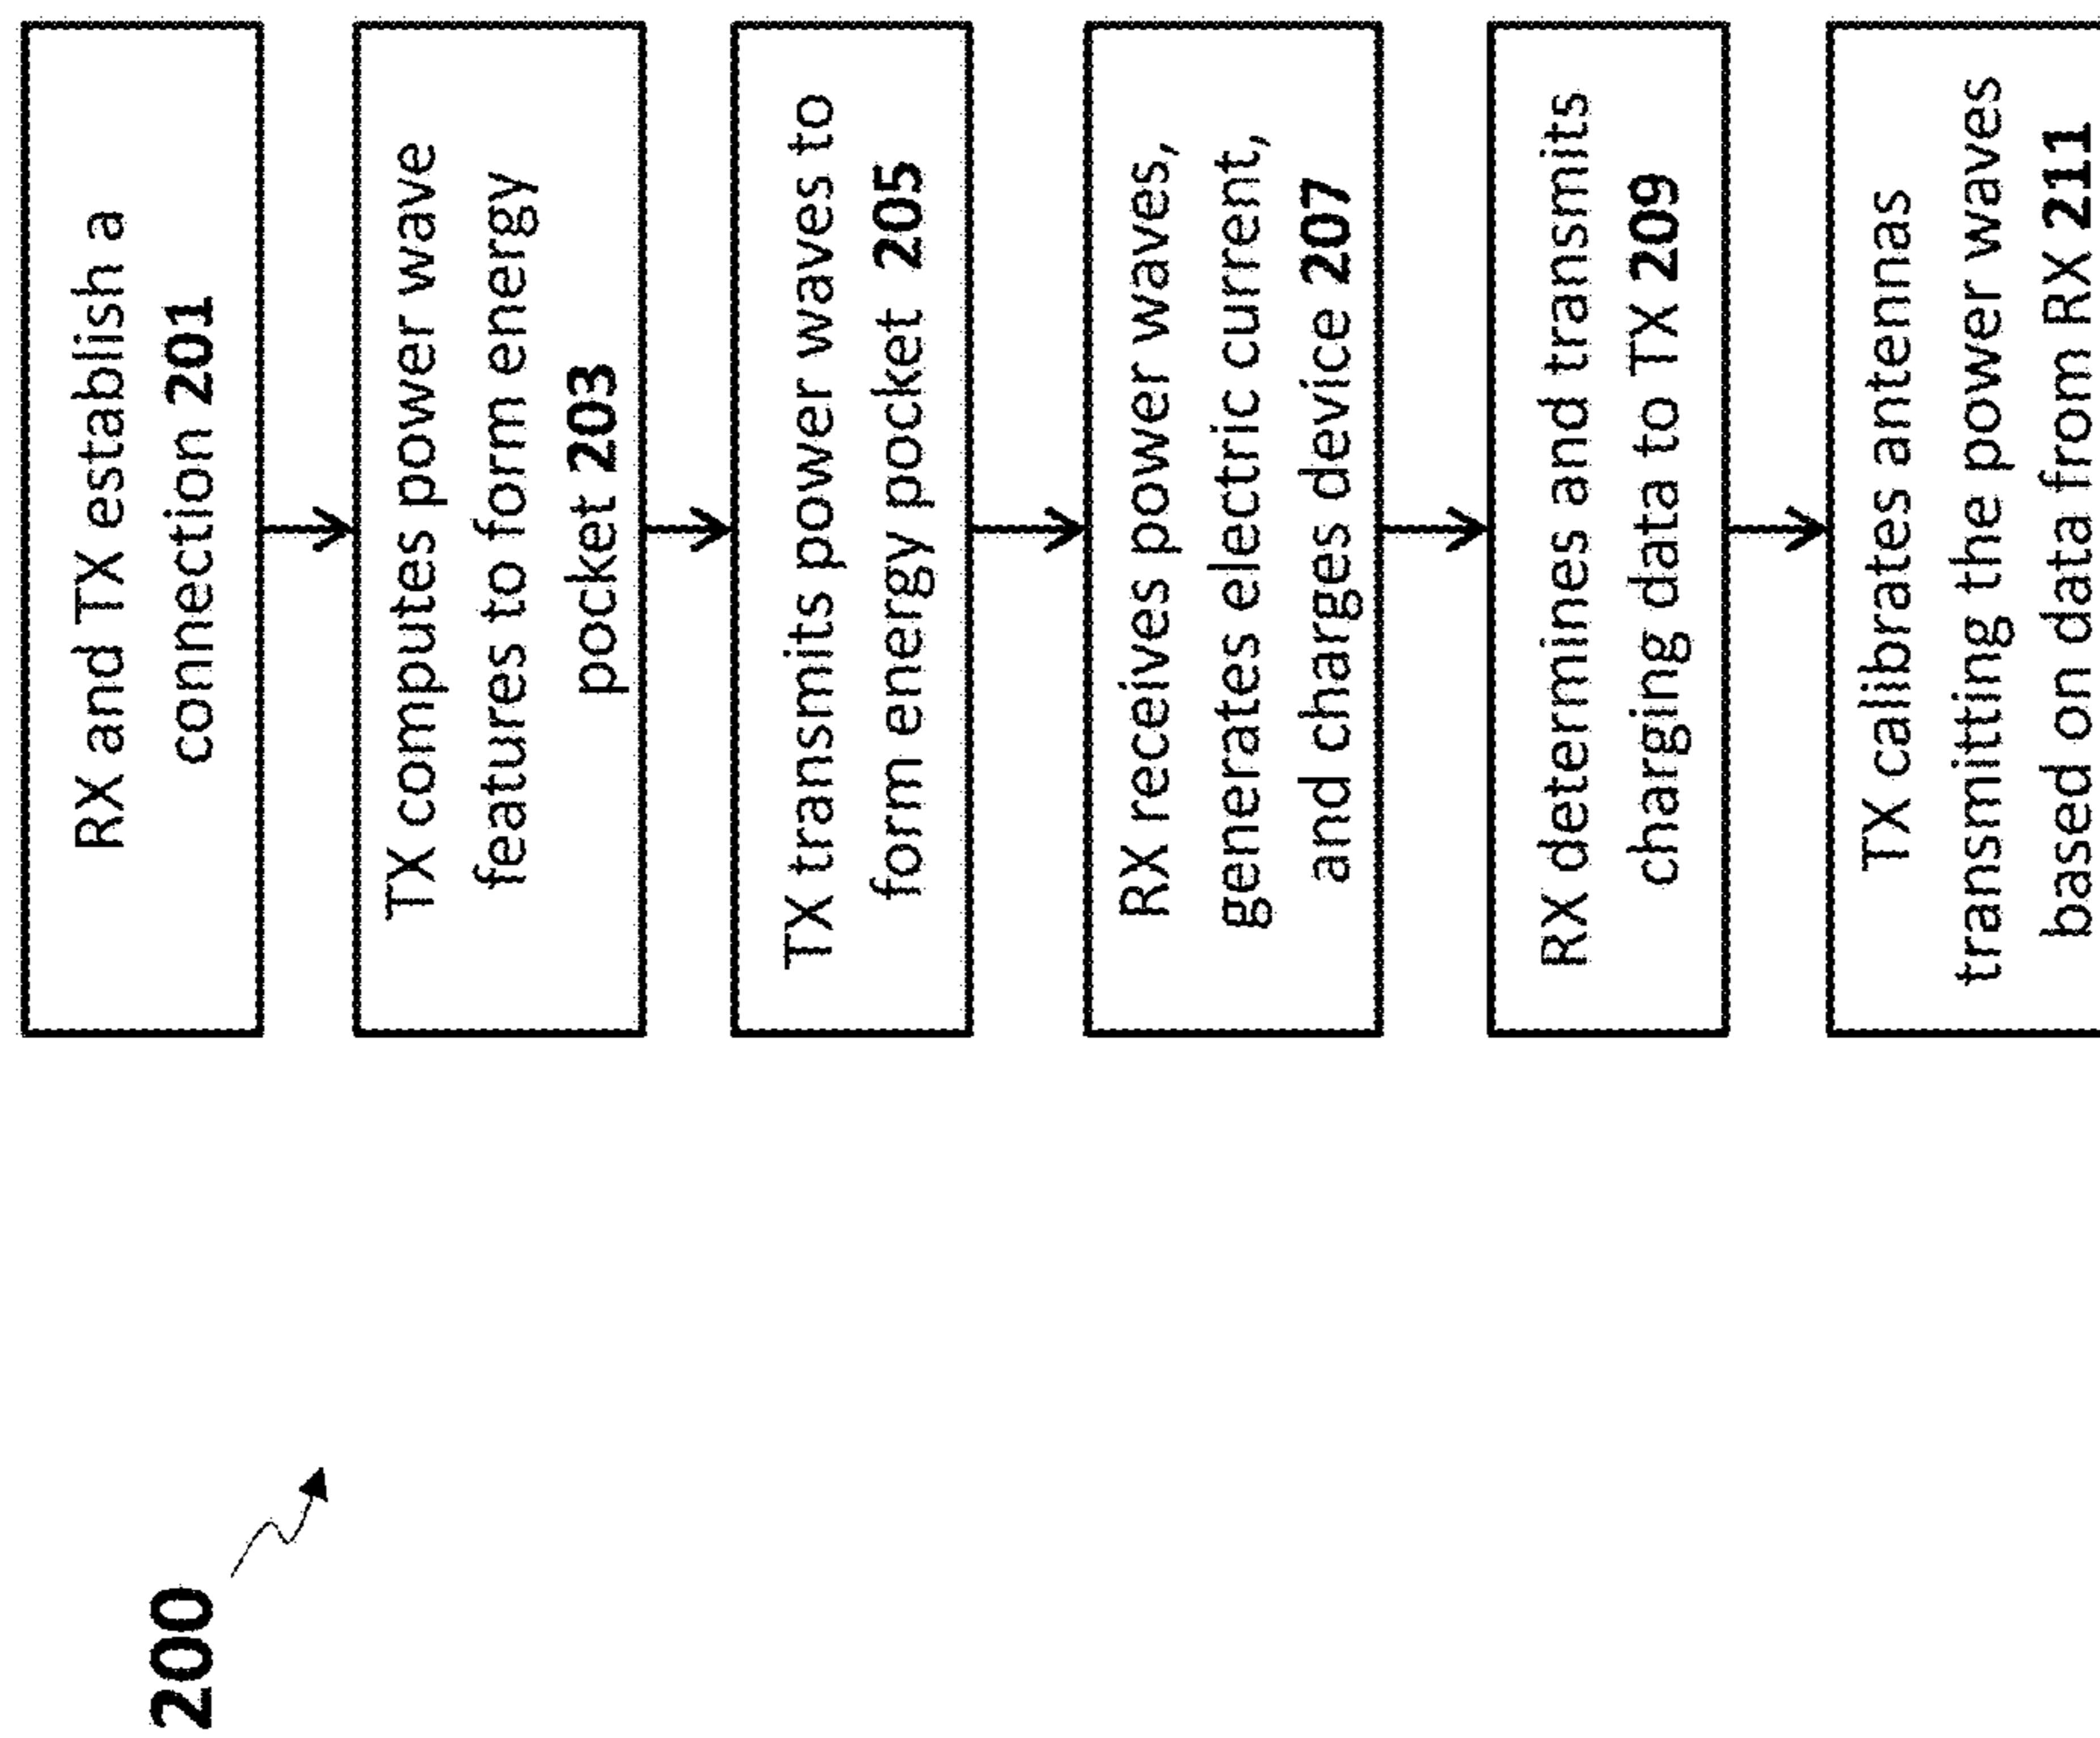 200
RX and TX establish a
connection 201
TX computes power wave
features to form energy
pocket 203
TX transmits power waves to
form energy pocket 205
RX receives power waves,
generates electric current,
and charges device 207
RX determines and transmits
charging data to TX 209
TX calibrates antennas
transmitting the power waves
based on data from RX 211